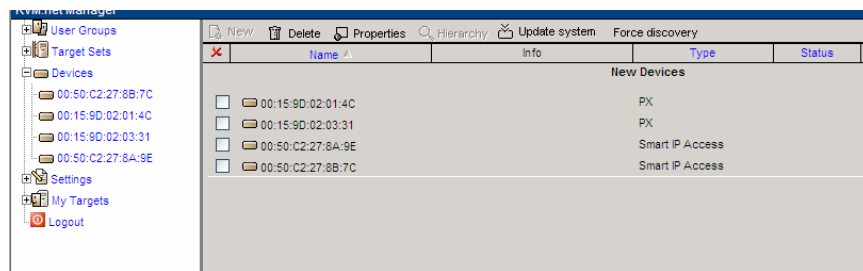 KVM.net Manager
User Groups
Target Sets
Devices
00:50:C2:27:8B:7C
00:15:9D:02:01:4C
00:15:9D:02:03:31
00:50:C2:27:8A:9E
Settings
My Targets
Logout
New Delete Properties Hierarchy Update system Force discovery
Name Info Type Status
New Devices
00:15:9D:02:01:4C PX
00:15:9D:02:03:31 PX
00:50:C2:27:8A:9E Smart IP Access
00:50:C2:27:8B:7C Smart IP Access